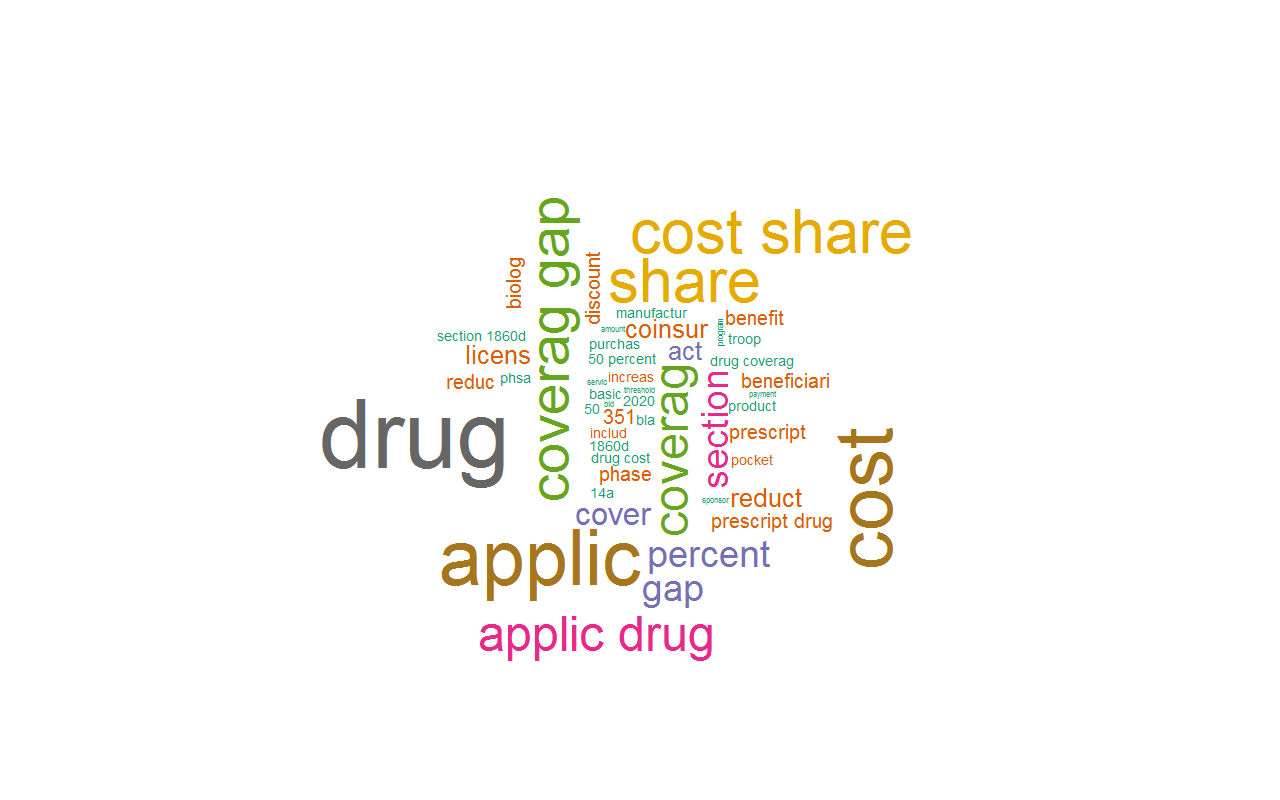 coverag gap
cost share
share
biolog
discount
manufactur
benefit
program
amount
coinsur
section 1860d
troop
purchas
act
licens
50 percent
drug coverag
phsa
increas
reduc
servic
beneficiari
threshold
basic
payment
bid
2020
50
product
351
bla
coverag
section
includ
prescript
drug
1860d
drug cost
pocket
phase
cost
14a
sponsor
reduct
cover
prescript drug
applic
percent
gap
applic drug